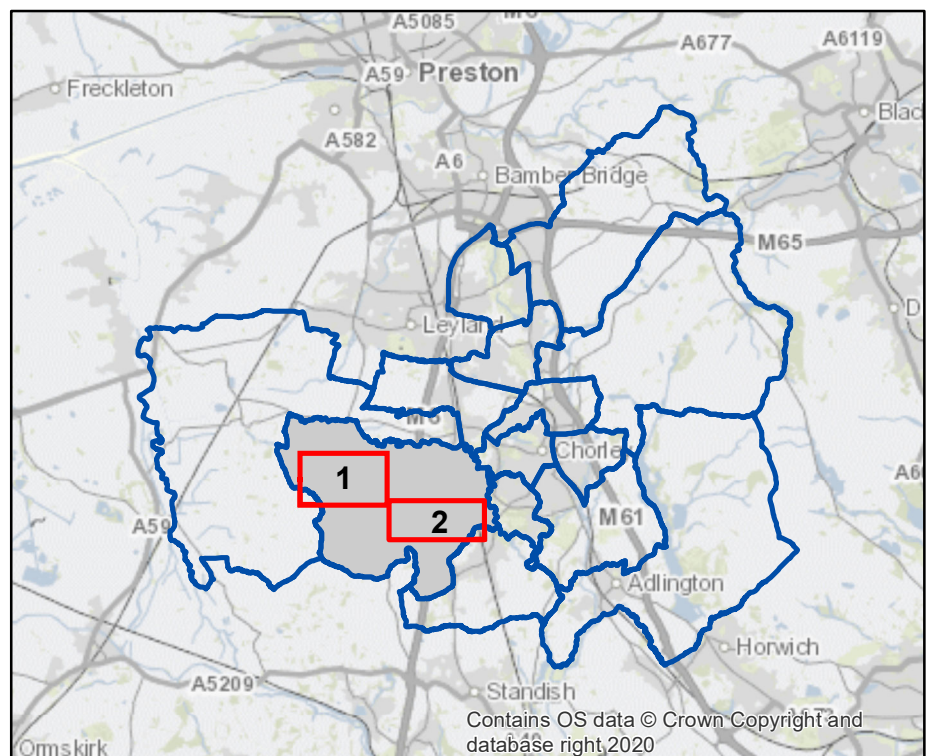 A5085
A677
A6119
A59
Preston
Freckleton
A582
A6
Bamber Bridge
M65
Leyland
M6
Chorle
1
2
A59
M61
Adlington
Horwich
A5209
Standish
Contains OS data © Crown Copyright and
database right 2020
Ormskirk